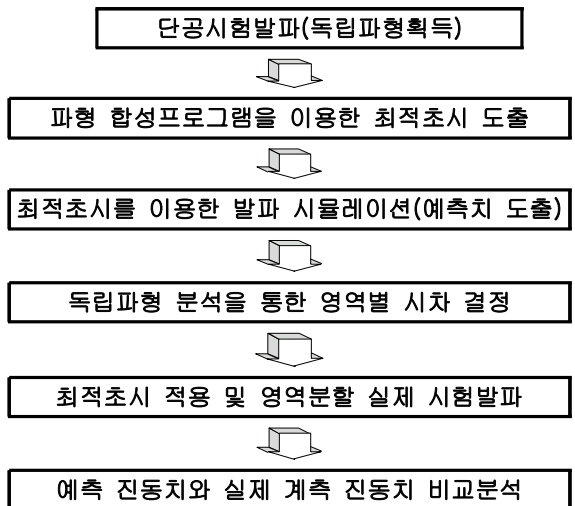 단공시험발파(독립파형획득)
파형 합성프로그램을 이용한 최적초시 도출
최적초시를 이용한 발파 시뮬레이션(예측치 도출)
독립파형 분석을 통한 영역별 시차 결정
최적초시 적용 및 영역분할 실제 시험발파
예측 진동치와 실제 계측 진동치 비교분석